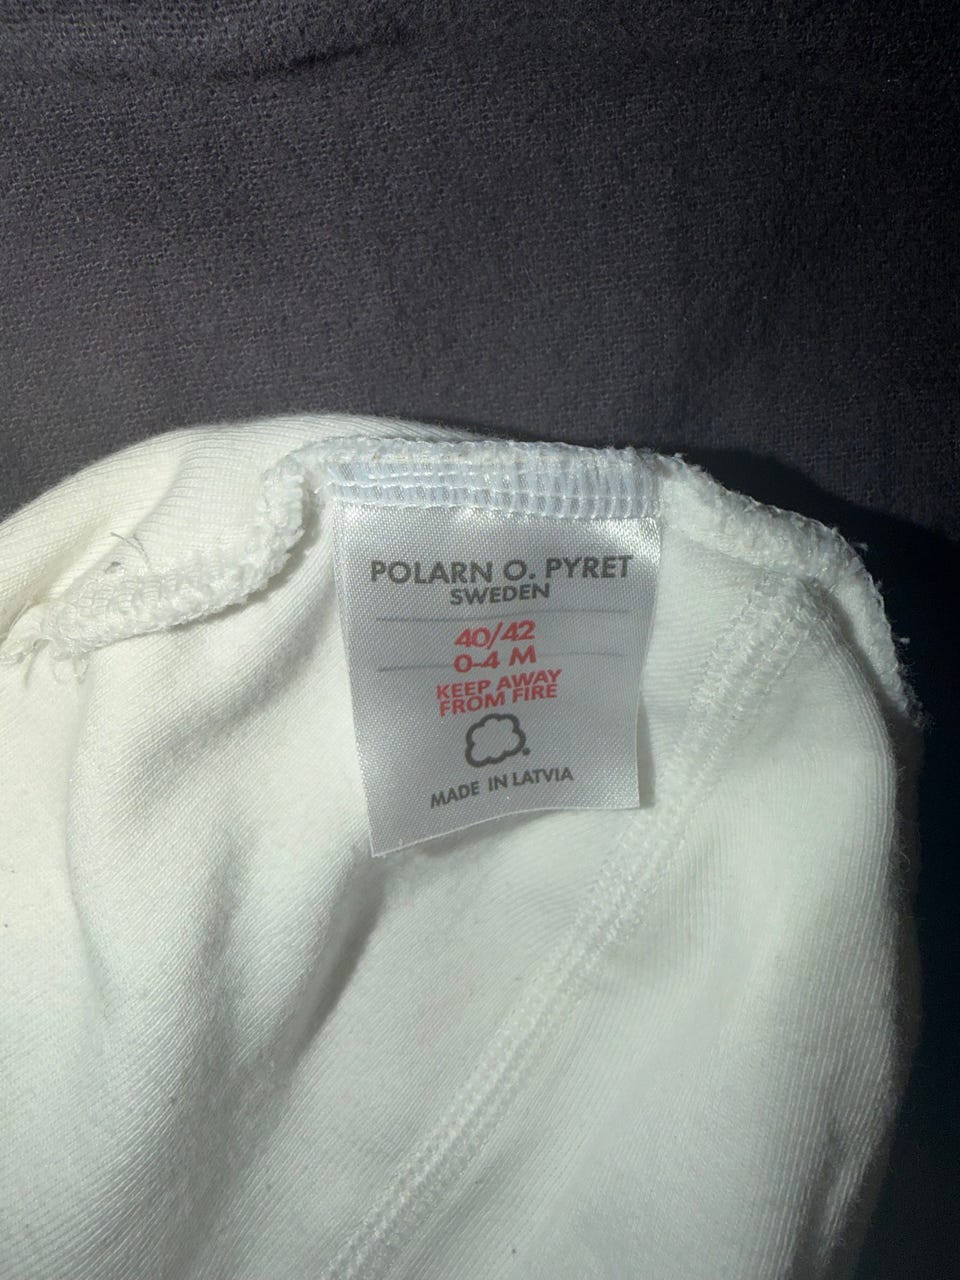 POLARN O. PYRET
SWEDEN
40/42
0-4 M
KEEP AWAY
FROM FIRE
MADE IN LATVIA